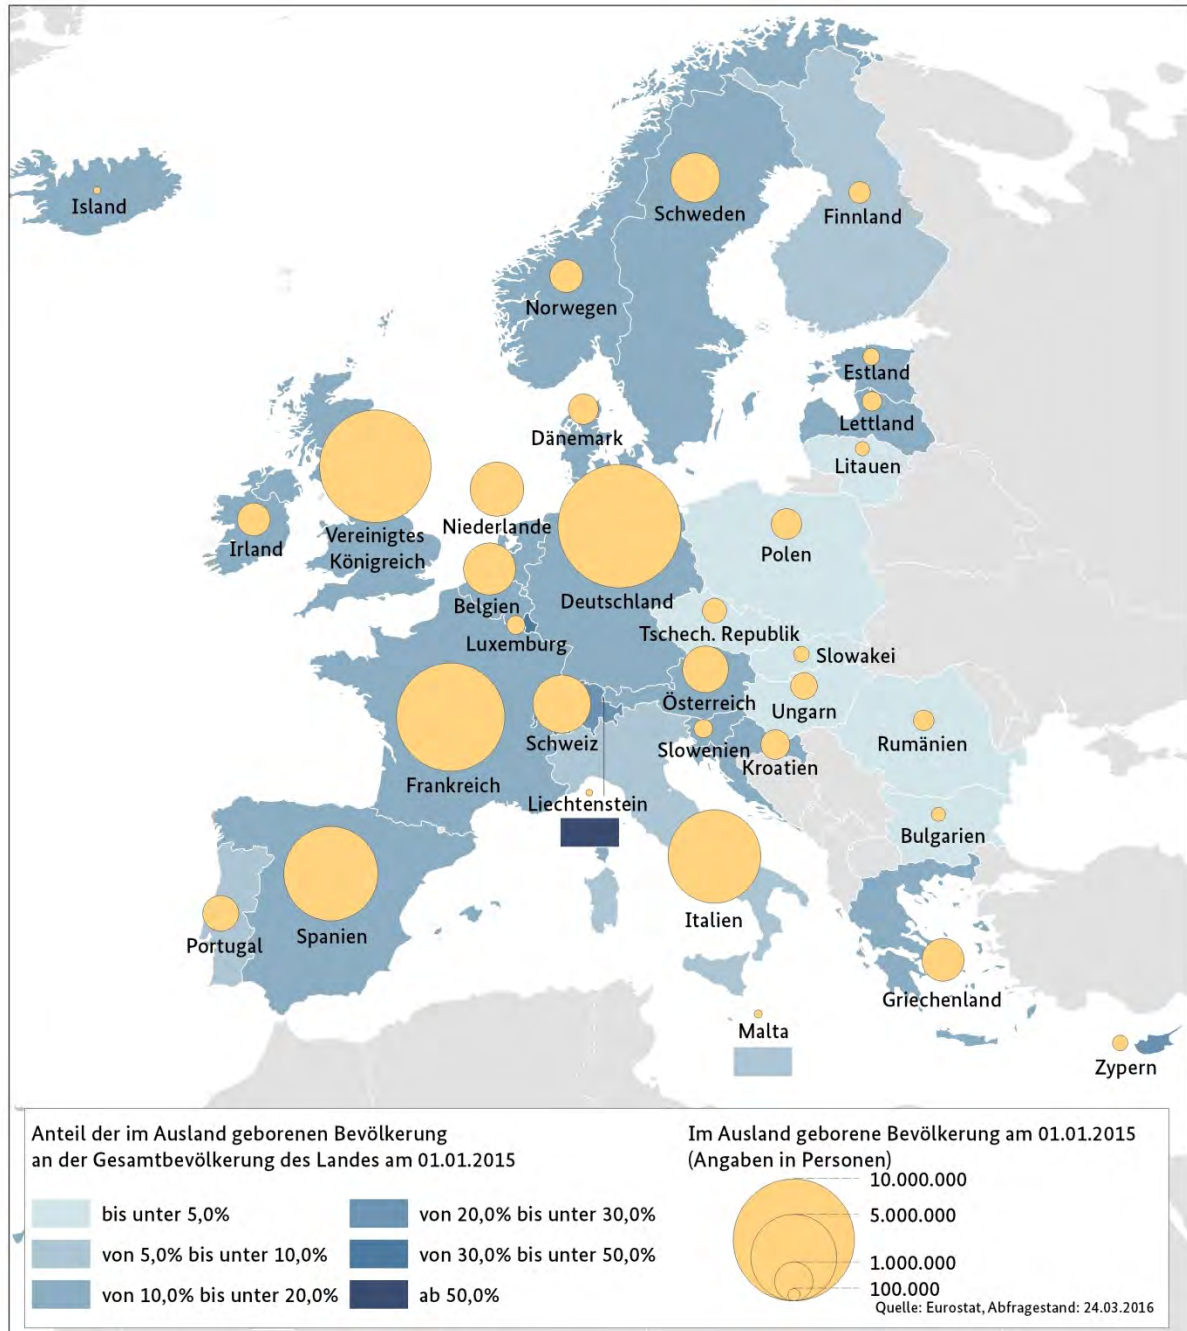 Island
Schweden
Finnland
Norwegen
Estland
Lettland
Dänemark
Litauen
Niederlande
Vereinigtes
Königreich
Irland
Polen
Belgien
Deutschland
Luxemburg
Tschech. Republik
Slowakei
Österreich
Ungarn
Schweiz
Slowenien
Kroatien
Rumänien
Frankreich
Liechtenstein
Bulgarien
Italien
Portugal
Spanien
Griechenland
Malta
Zypern
Anteil der im Ausland geborenen Bevölkerung
an der Gesamtbevölkerung des Landes am 01.01.2015
bis unter 5,0%
von 5,0% bis unter 10,0%
von 10,0% bis unter 20,0%
von 20,0% bis unter 30,0%
von 30,0% bis unter 50,0%
ab 50,0%
Im Ausland geborene Bevölkerung am 01.01.2015
(Angaben in Personen)
10.000.000
5.000.000
1.000.000
100.000
Quelle: Eurostat, Abfragestand: 24.03.2016